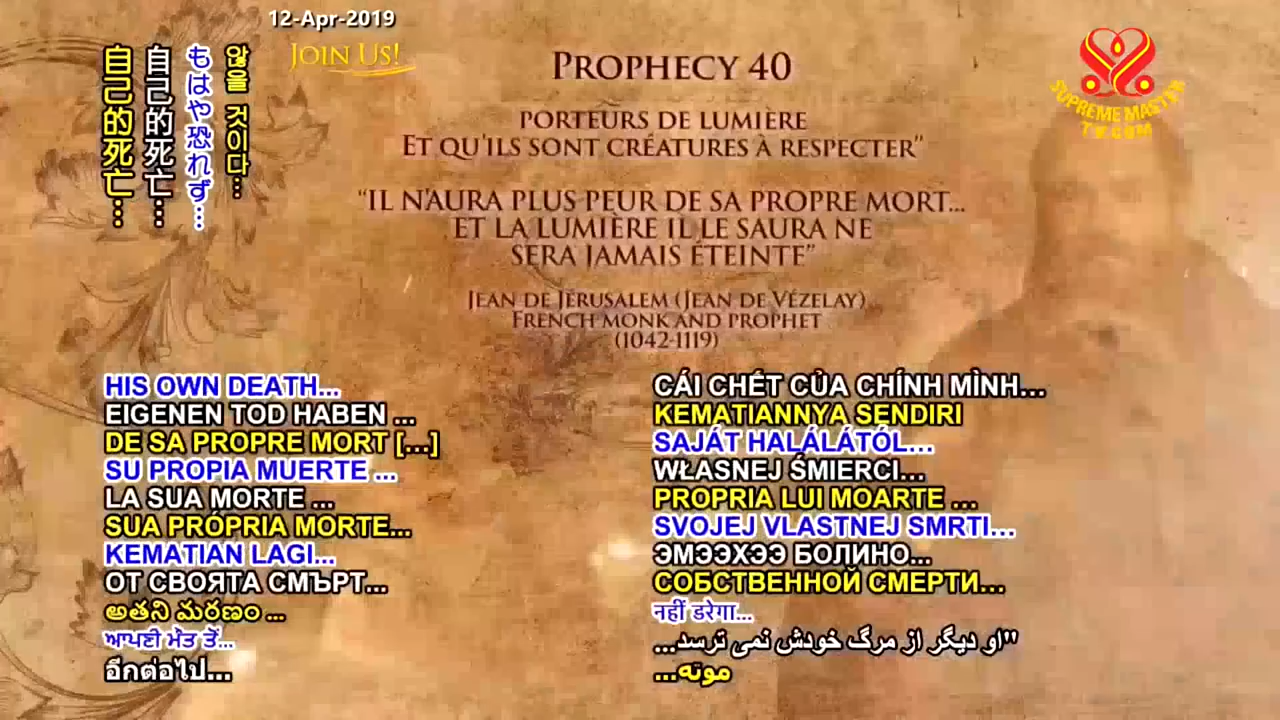 12-Apr-2019
JOIN US!
自己的死亡…
自己的死亡…
もはや恐れず…
않을 것이다…
PROPHECY 40
PORTEURS DE LUMIÈRE
ET QU'ILS SONT CRÉATURES À RESPECTER”
“IL N'AURA PLUS PEUR DE SA PROPRE MORT...
ET LA LUMIÈRE IL LE SAURA NE
SERA JAMAIS ÉTEINTE”
JEAN DE JÉRUSALEM (JEAN DE VÉZELAY)
FRENCH MONK AND PROPHET
(1042-1119)
SUPREME MASTER
TV.COM
HIS OWN DEATH...
EIGENEN TOD HABEN ...
DE SA PROPRE MORT [...]
SU PROPIA MUERTE ...
LA SUA MORTE ...
SUA PRÓPRIA MORTE...
KEMATIAN LAGI...
ОТ СВОЯТА СМЪРТ...
అతని మరణం ...
ਆਪਣੀ ਮੌਤ ਤੋਂ...
อีกต่อไป...
CÁI CHẾT CỦA CHÍNH MÌNH…
KEMATIANNYA SENDIRI
SAJÁT HALÁLÁTÓL…
WŁASNEJ ŚMIERCI…
PROPRIA LUI MOARTE …
SVOJEJ VLASTNEJ SMRTI…
ЭМЭЭХЭЭ БОЛИНО...
СОБСТВЕННОЙ СМЕРТИ…
नहीं डरेगा...
"او دیگر از مرگ خودش نمی ترسد...
موته...